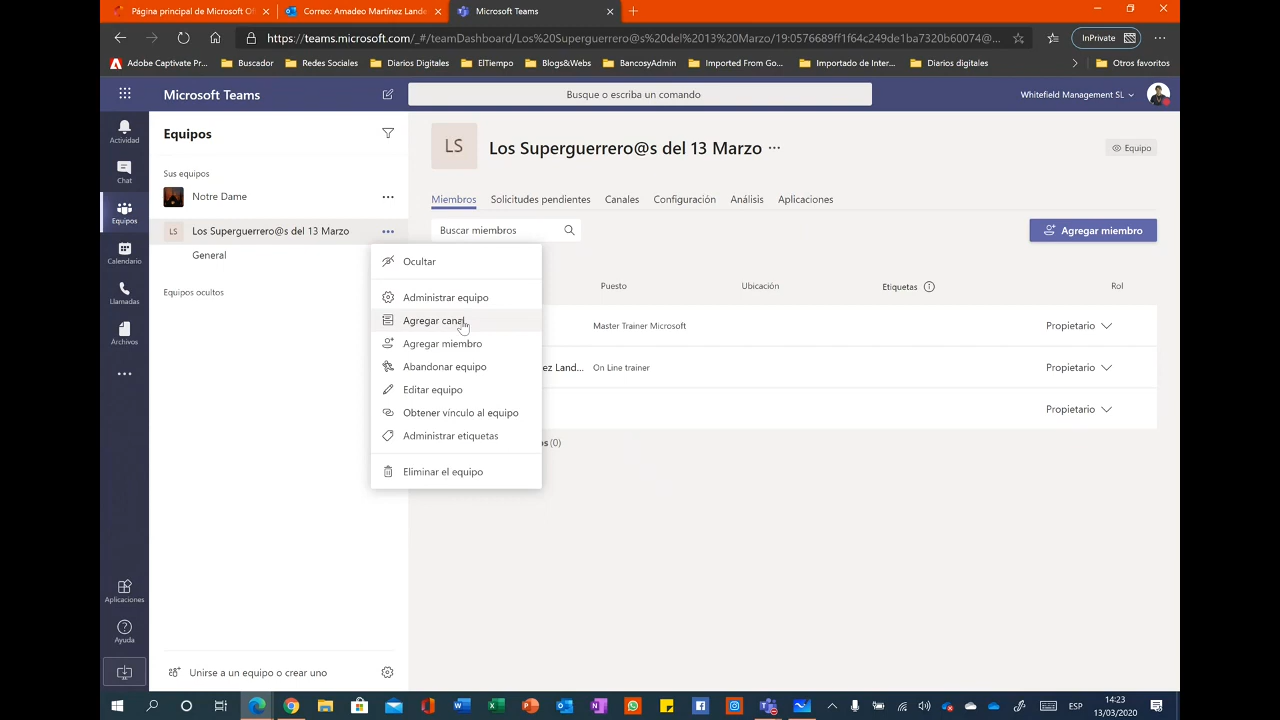 Página principal de Microsoft Of
Correo: Amadeo Martínez Lande
Microsoft Teams
https://teams.microsoft.com/_#/teamDashboard/Los%20Superguerrero@s%20del%2013%20Marzo/19:0576689ff1f64c249de1ba7320b60074@...
InPrivate
Adobe Captivate Pr...
Buscador
Redes Sociales
Diarios Digitales
ElTiempo
Blogs&Webs
BancosyAdmin
Imported From Go...
Importado de Inter...
Diarios digitales
Otros favoritos
Microsoft Teams
Busque o escriba un comando
Whitefield Management SL
Actividad
Chat
Equipos
Calendario
Llamadas
Archivos
Aplicaciones
Ayuda
Equipos
Sus equipos
Notre Dame
LS Los Superguerrero@s del 13 Marzo
General
Equipos ocultos
Unirse a un equipo o crear uno
Ocultar
Administrar equipo
Agregar canal
Agregar miembro
Abandonar equipo
Editar equipo
Obtener vínculo al equipo
Administrar etiquetas
Eliminar el equipo
LS
Los Superguerrero@s del 13 Marzo ...
Equipo
Miembros Solicitudes pendientes Canales Configuración Análisis Aplicaciones
Buscar miembros
Agregar miembro
Puesto Ubicación Etiquetas Rol
Master Trainer Microsoft Propietario
ez Land... On Line trainer Propietario
Propietario
os (0)
ESP
14:23
13/03/2020